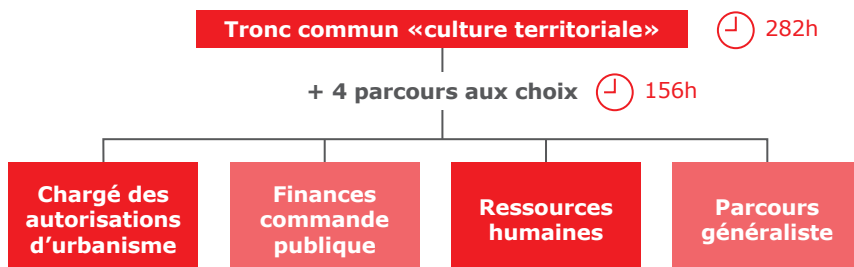 Tronc commun «culture territoriale» 282h
+ 4 parcours aux choix 156h
Chargé des
autorisations
d’urbanisme
Finances
commande
publique
Ressources
humaines
Parcours
généraliste